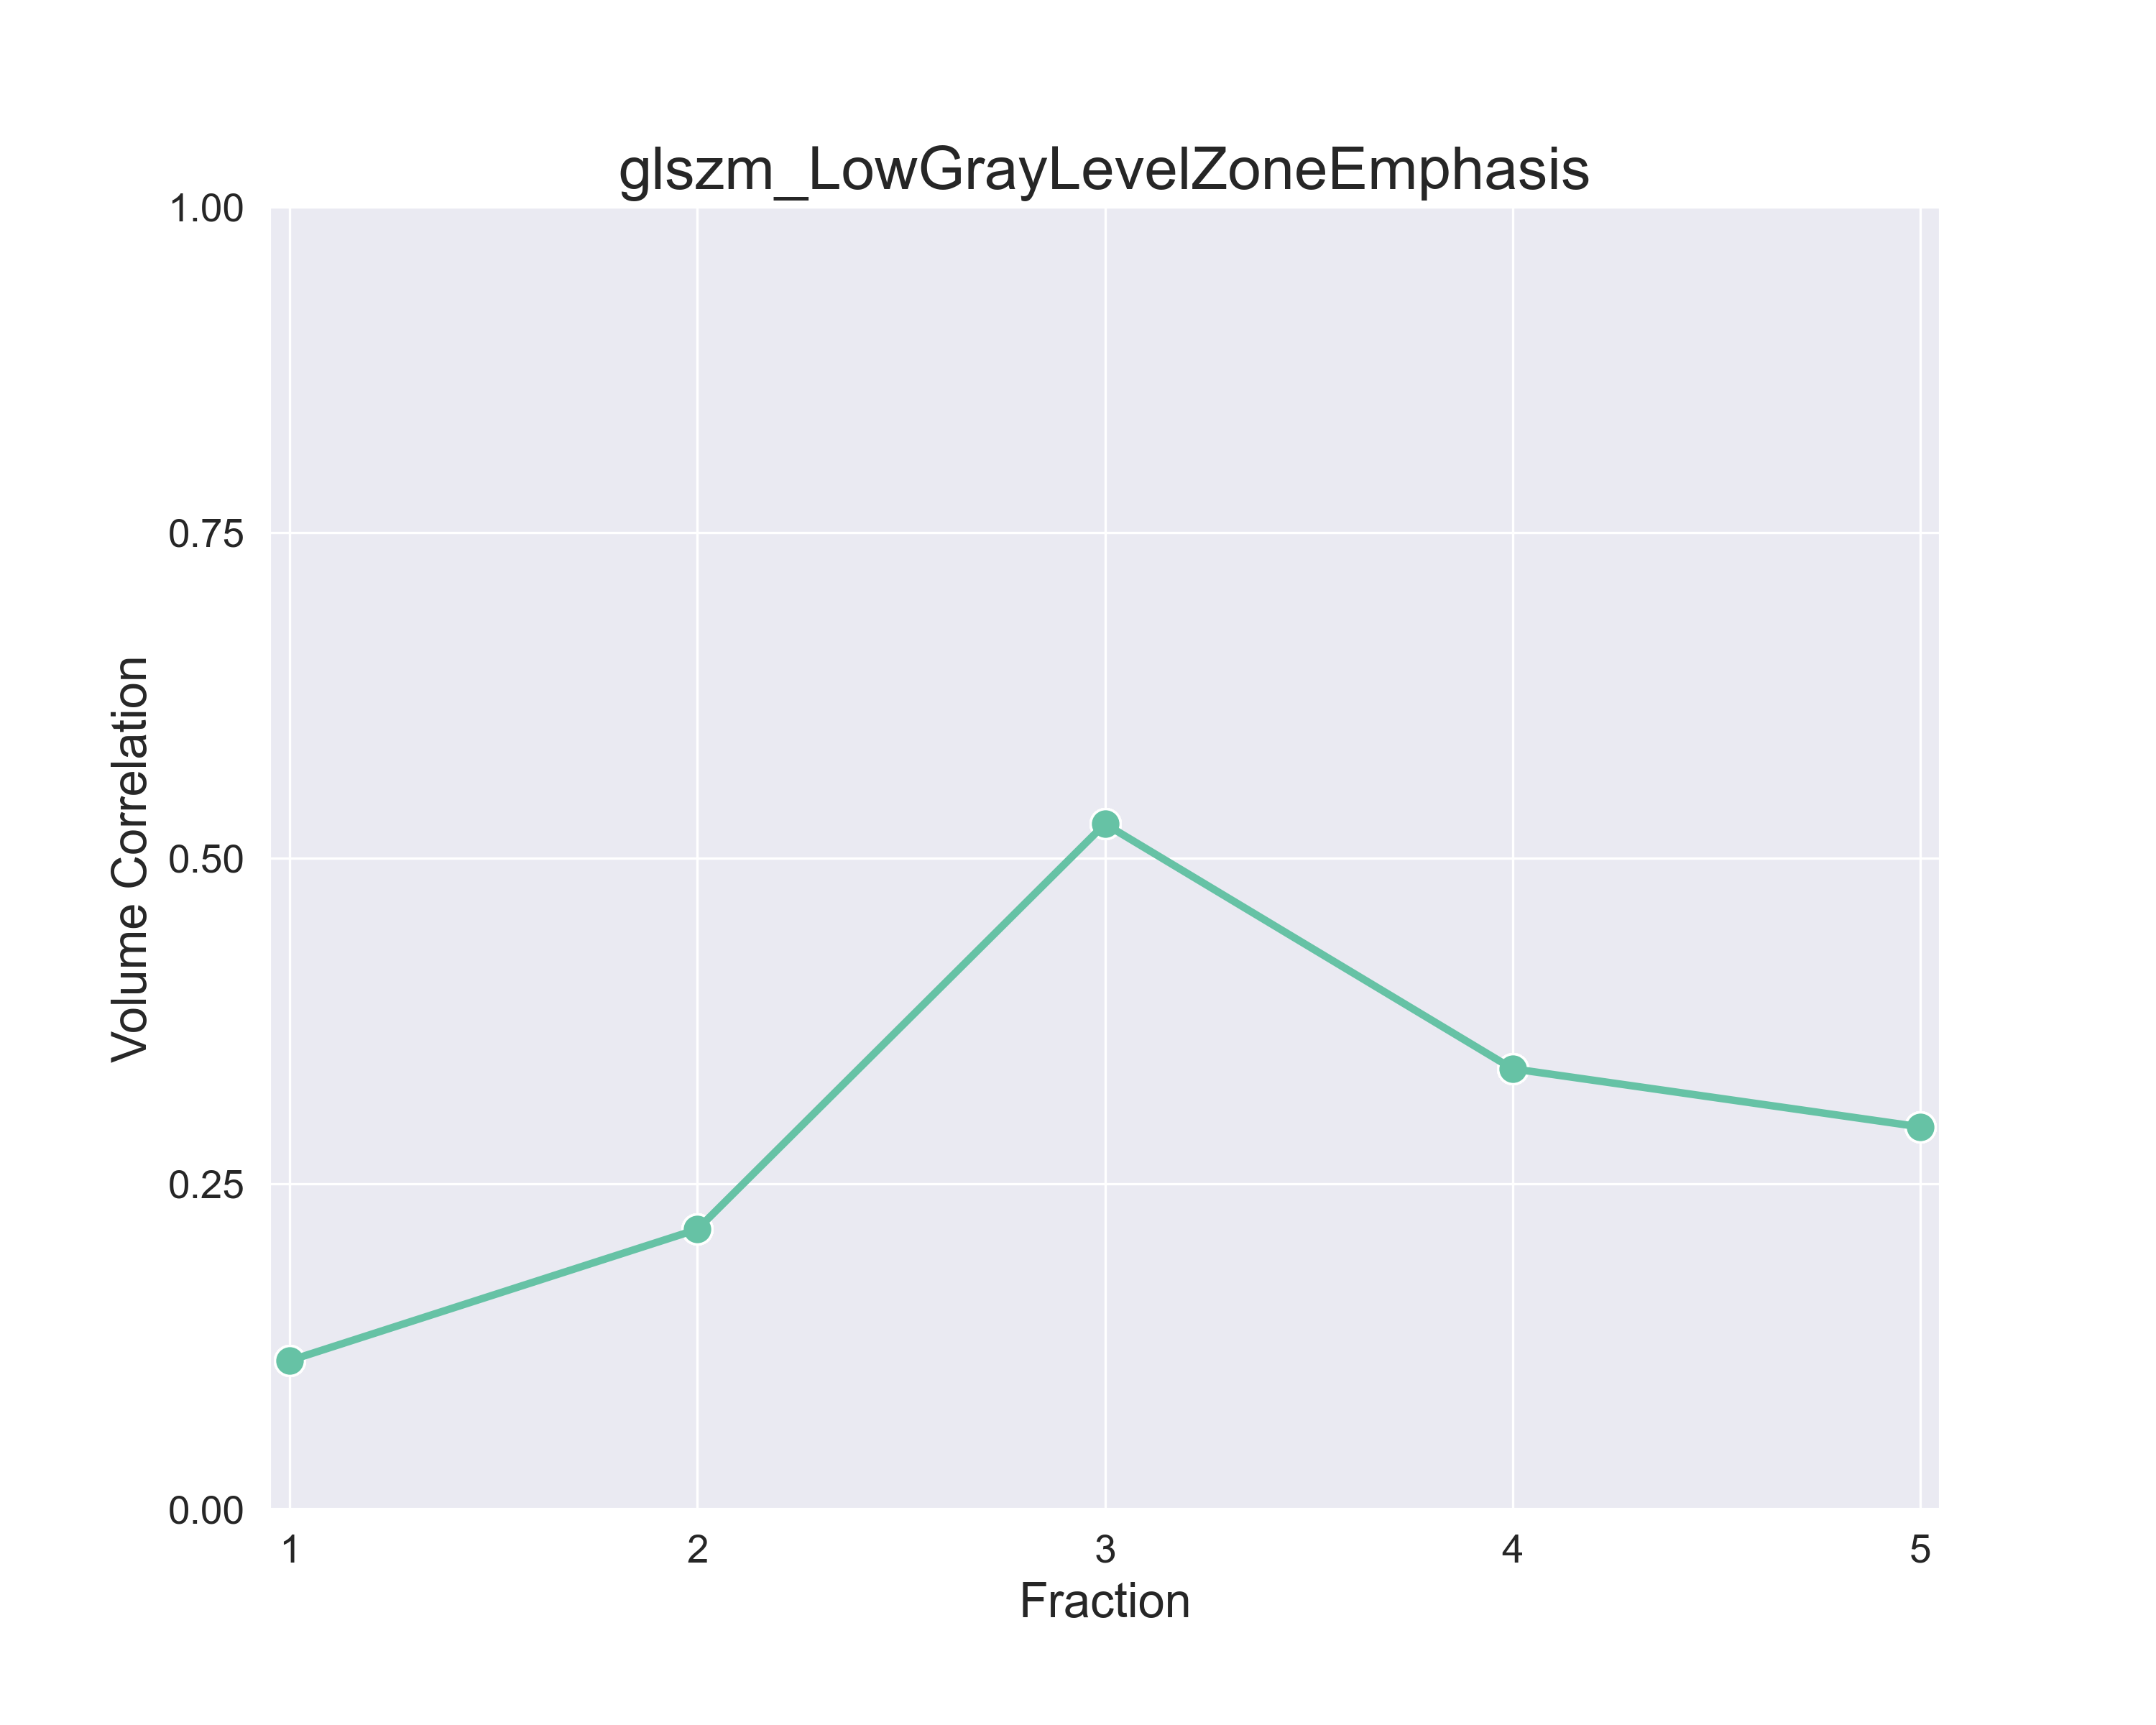 glszm_LowGrayLevelZoneEmphasis
1.00
0.75
0.50
0.25
0.00
Volume Correlation
1 2 3 4 5
Fraction